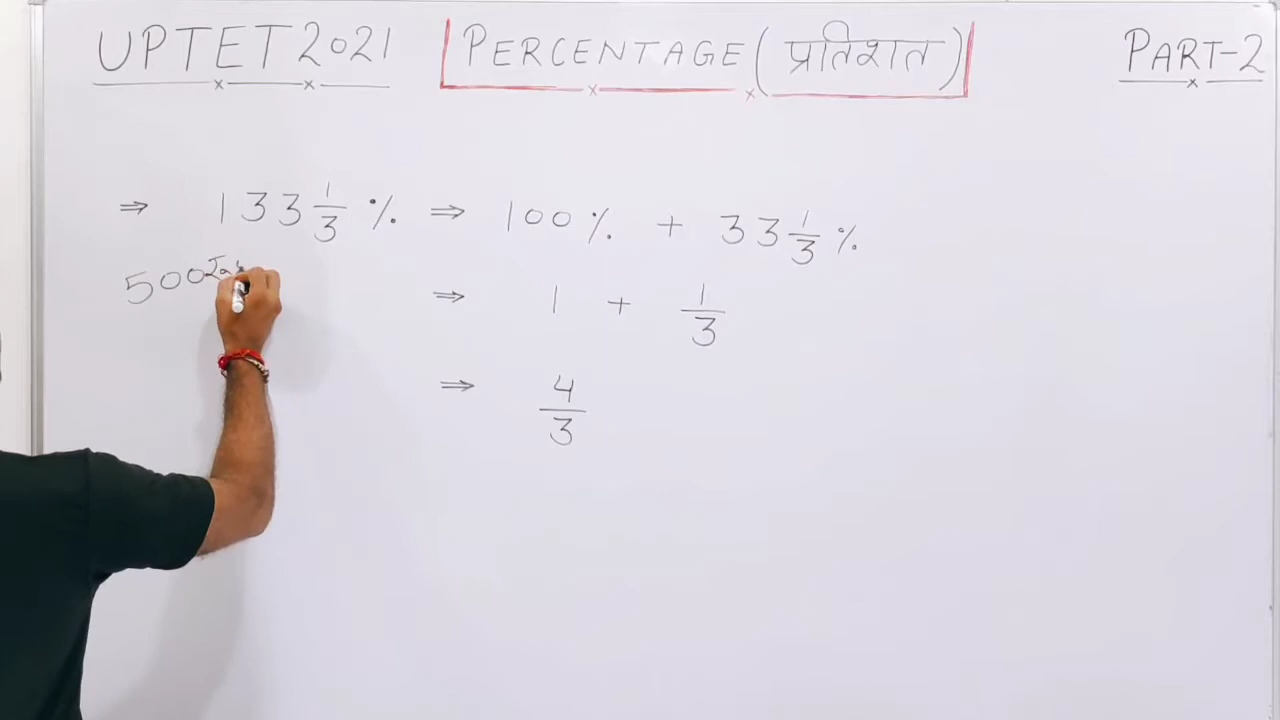 UPTET 2021 PERCENTAGE (प्रतिशत) PART-2
⇒ 133 1/3 % ⇒ 100% + 33 1/3 %
500
⇒ 1 + 1/3
⇒ 4/3